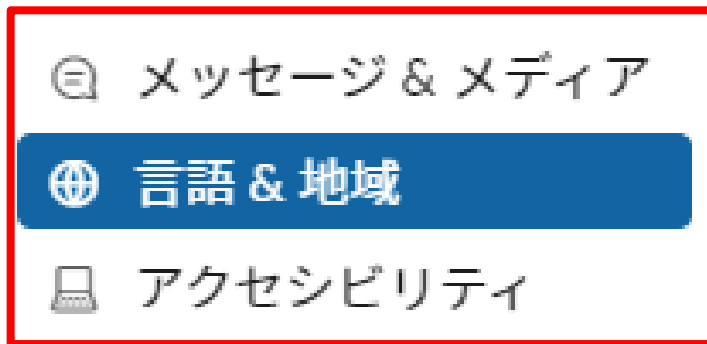 メッセージ & メディア
言語 & 地域
アクセシビリティ